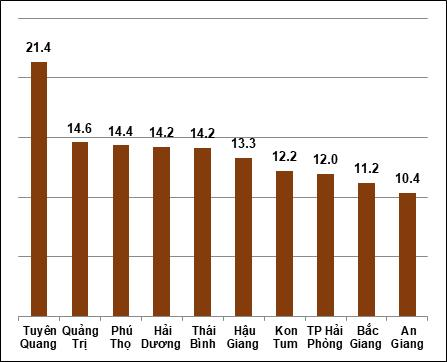 21.4
14.6
14.4
14.2
14.2
13.3
12.2
12.0
11.2
10.4
Tuyên
Quang
Quảng
Trị
Phú
Thọ
Hải
Dương
Thái
Bình
Hậu
Giang
Kon
Tum
TP Hải
Phòng
Bắc
Giang
An
Giang